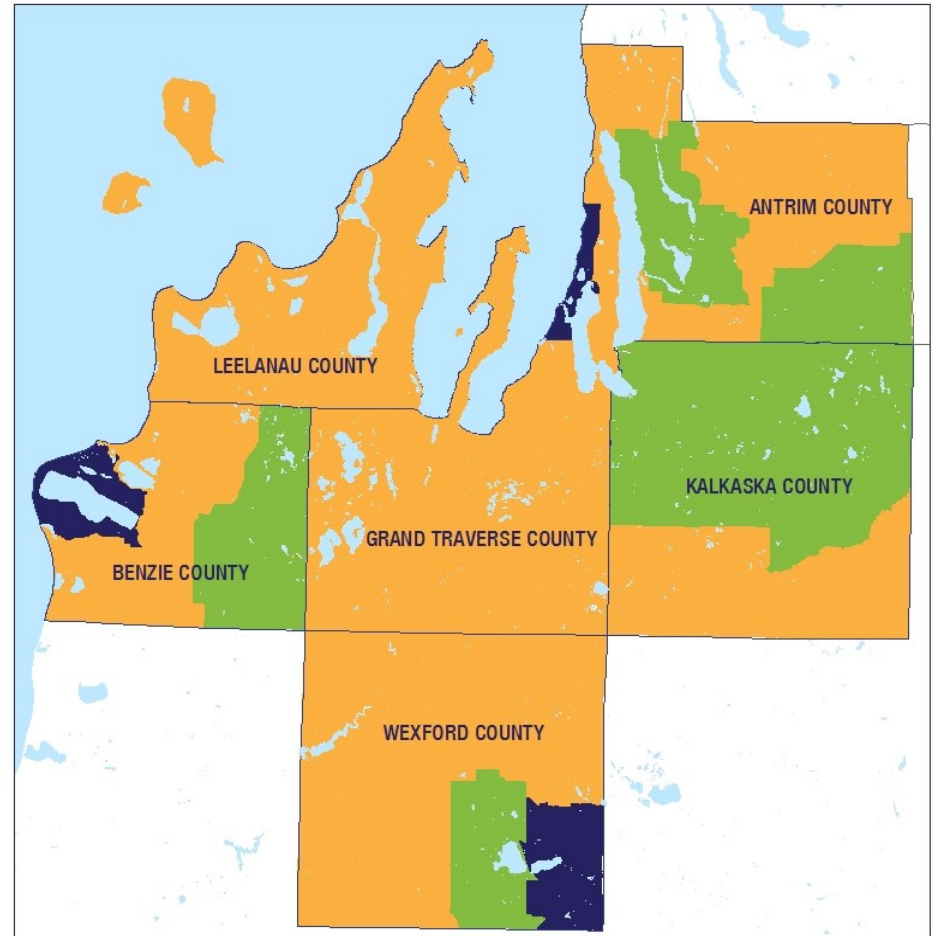 ANTRIM COUNTY
LEELANAU COUNTY
KALKASKA COUNTY
GRAND TRAVERSE COUNTY
BENZIE COUNTY
WEXFORD COUNTY